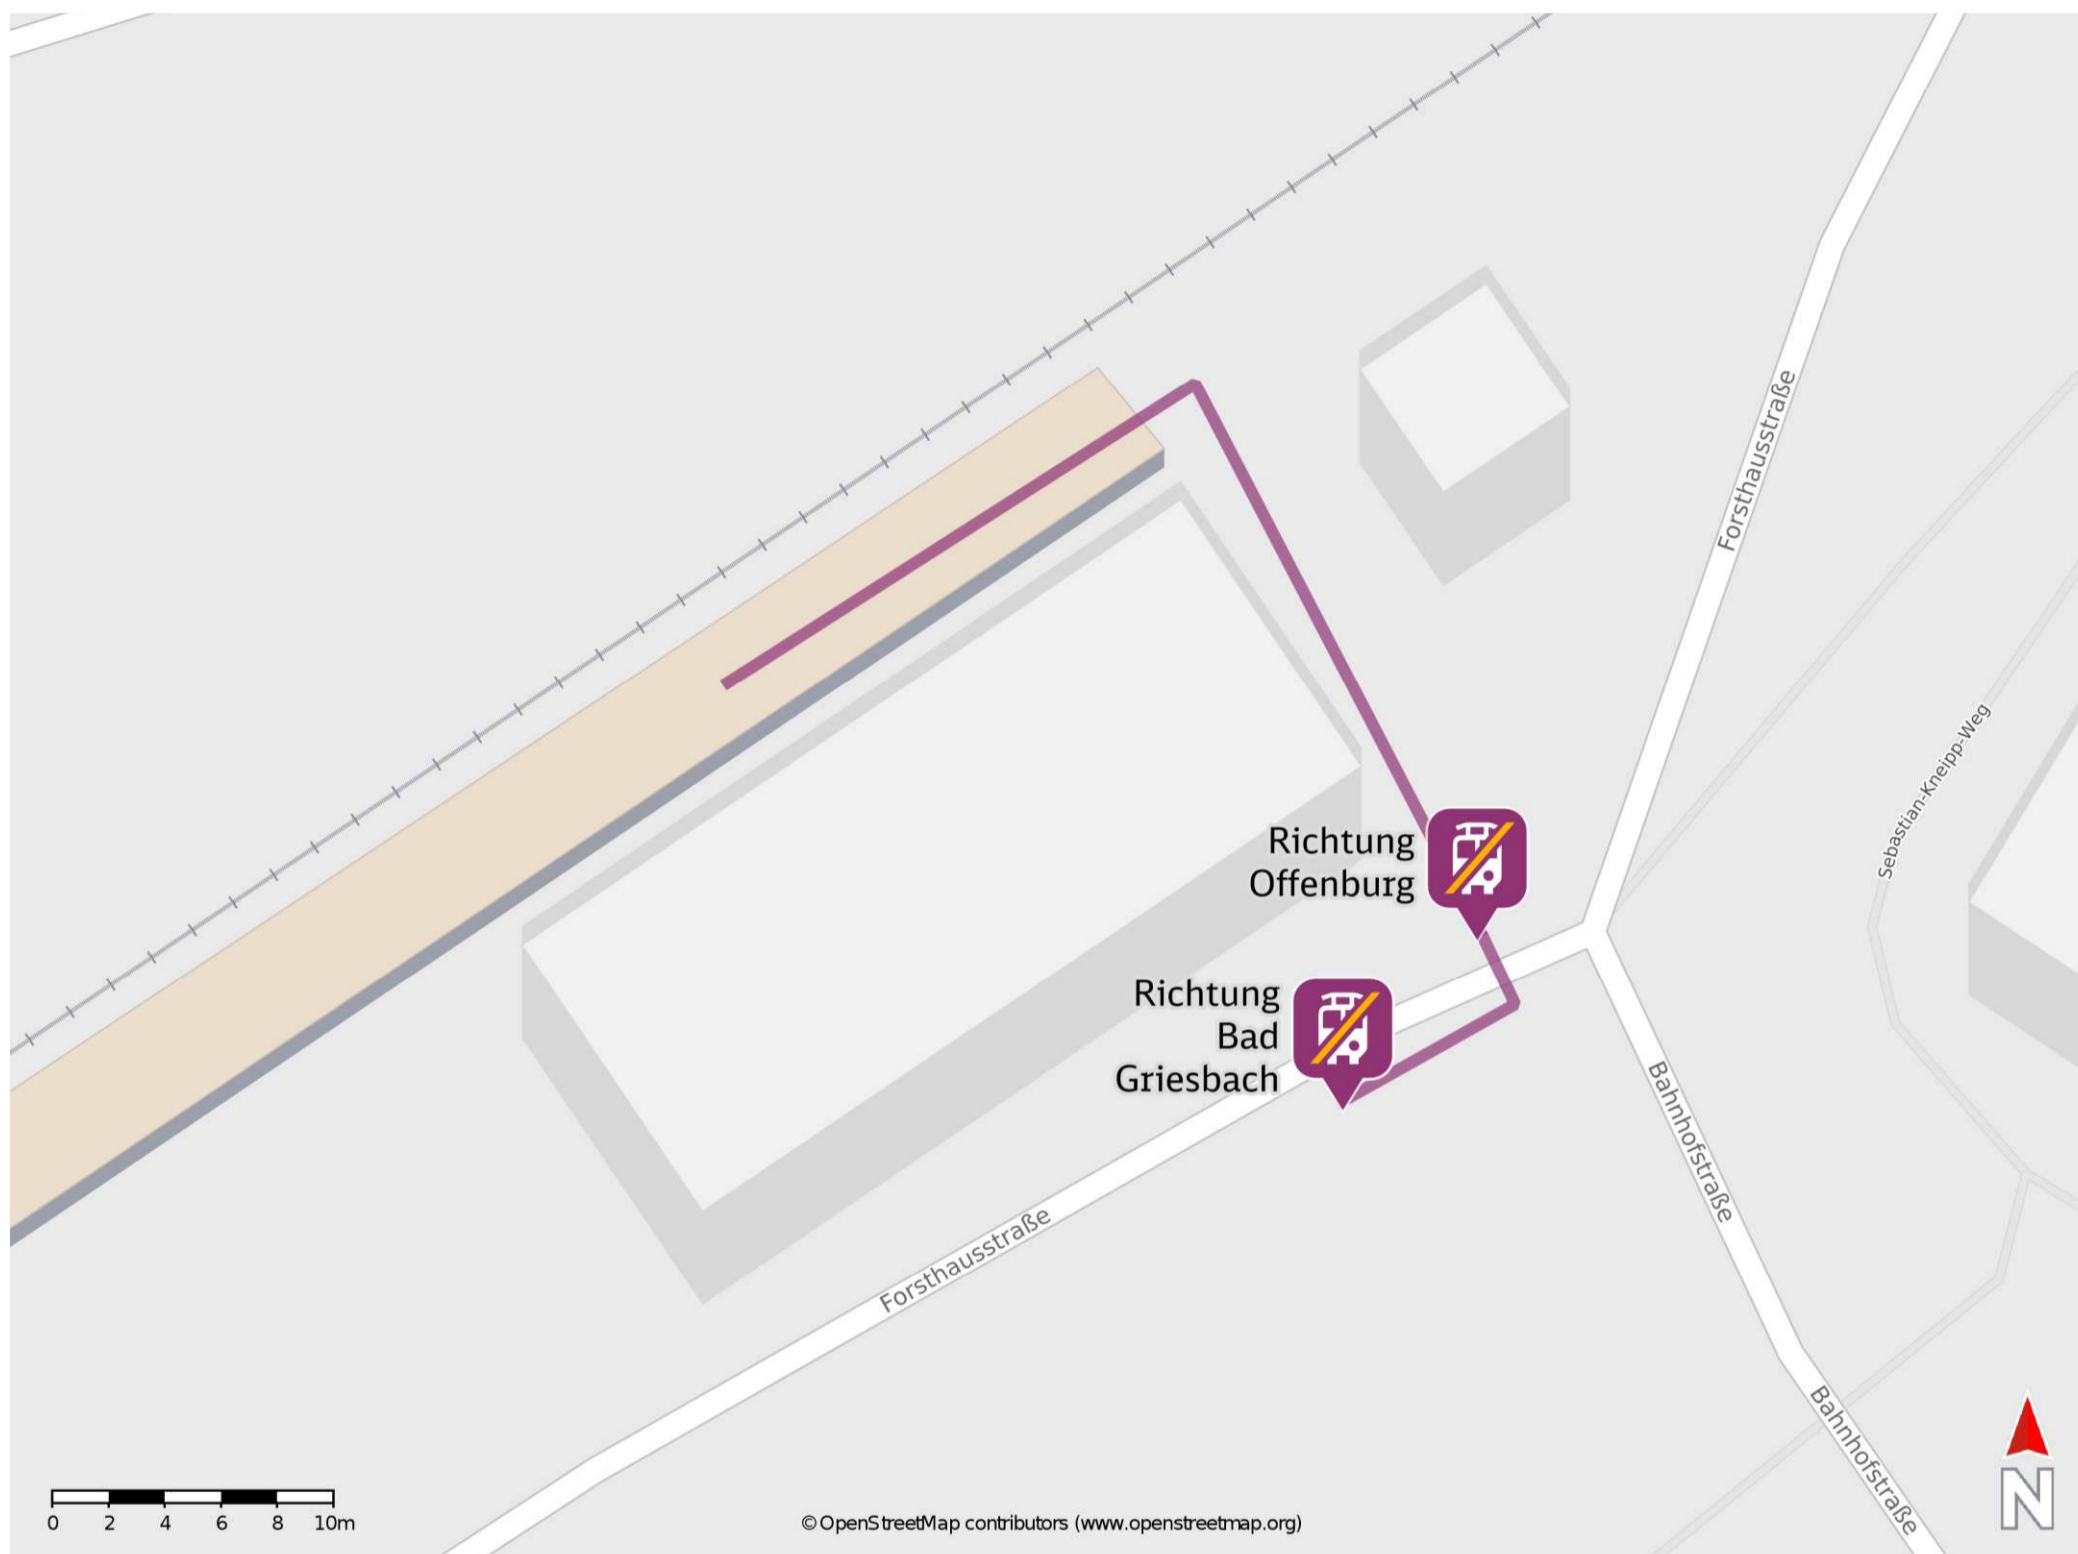 Forsthausstraße
Sebastian-Kneipp-Weg
Richtung
Offenburg
Richtung
Bad
Griesbach
Bahnhofstraße
Forsthausstraße
Bahnhofstraße
N
0 2 4 6 8 10m
© OpenStreetMap contributors (www.openstreetmap.org)